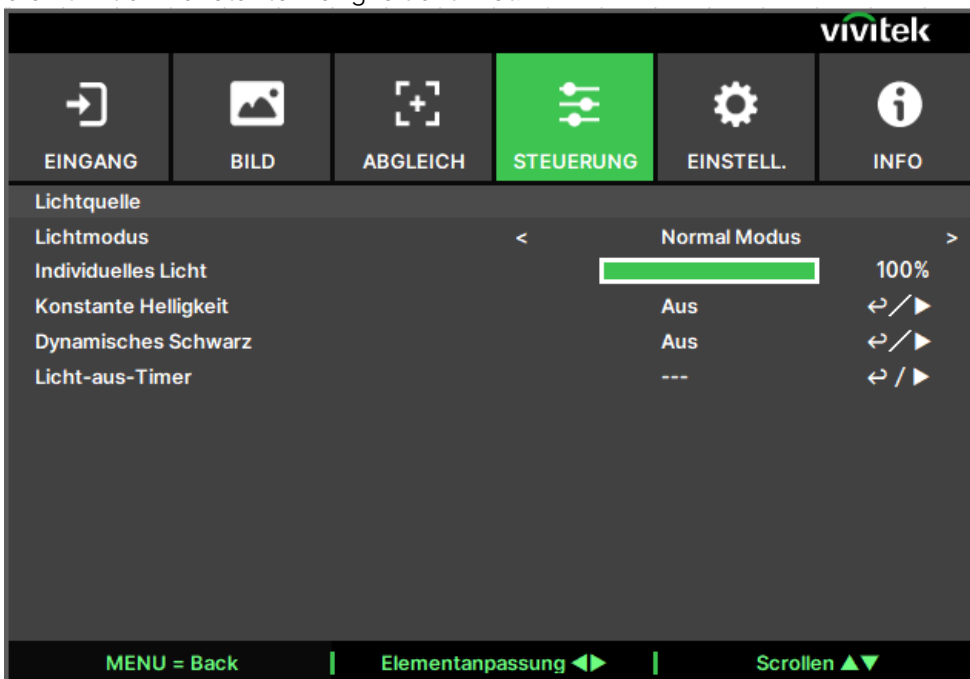 vivitek
EINGANG BILD ABGLEICH STEUERUNG EINSTELL. INFO
Lichtquelle
Lichtmodus < Normal Modus >
Individuelles Licht 100%
Konstante Helligkeit Aus ↩/▶
Dynamisches Schwarz Aus ↩/▶
Licht-aus-Timer --- ↩/▶
MENU = Back | Elementanpassung ◀▶ | Scrollen ▲▼